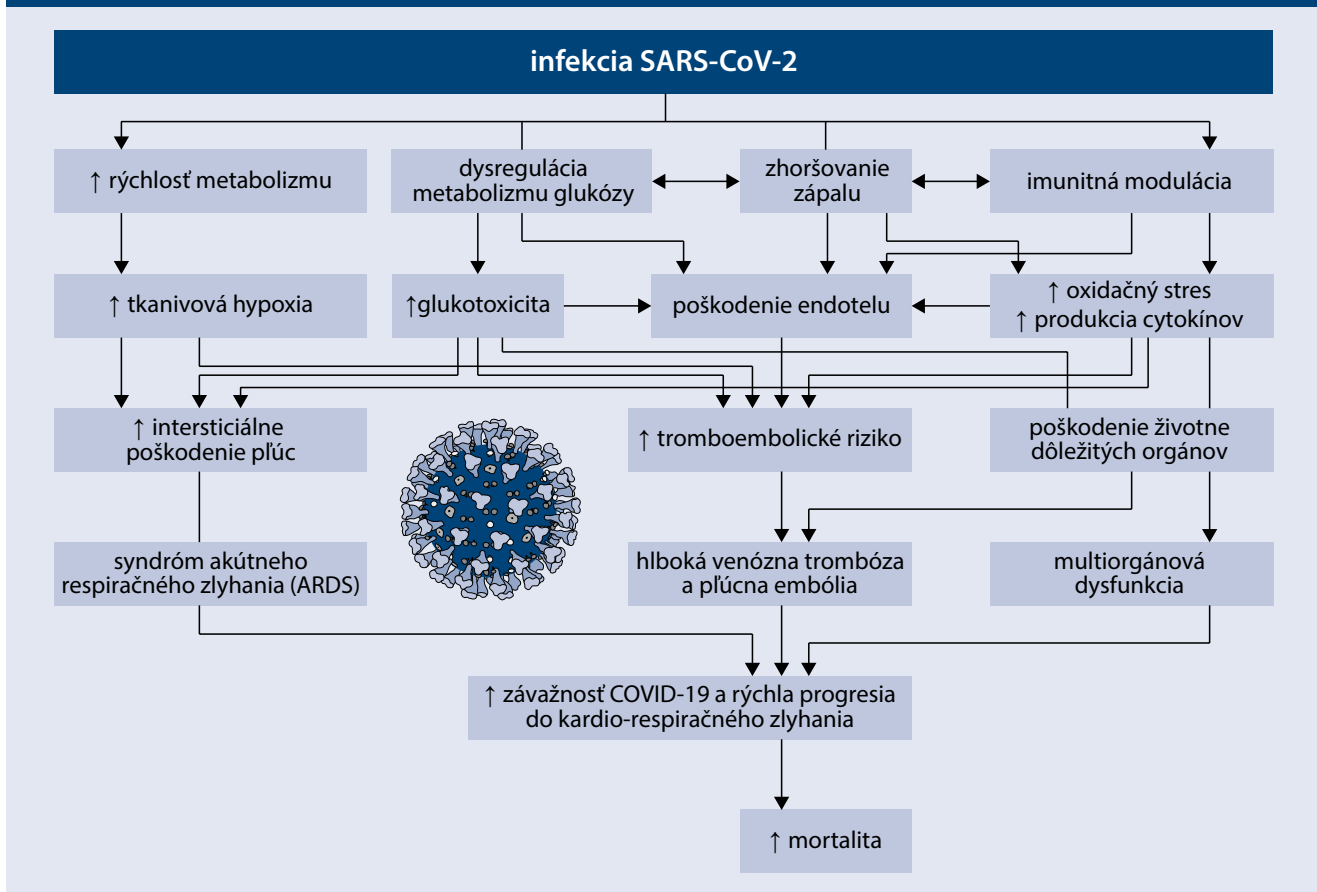 infekcia SARS-CoV-2
↑ rýchlosť metabolizmu
dysregulácia
metabolizmu glukózy
zhoršovanie
zápalu
imunitná modulácia
↑ tkanivová hypoxia
↑glukotoxicita
poškodenie endotelu
↑ oxidačný stres
↑ produkcia cytokínov
↑ intersticiálne
poškodenie pľúc
↑ tromboembolické riziko
poškodenie životne
dôležitých orgánov
syndróm akútneho
respiračného zlyhania (ARDS)
hlboká venózna trombóza
a pľúcna embólia
multiorgánová
dysfunkcia
↑ závažnosť COVID-19 a rýchla progresia
do kardio-respiračného zlyhania
↑ mortalita